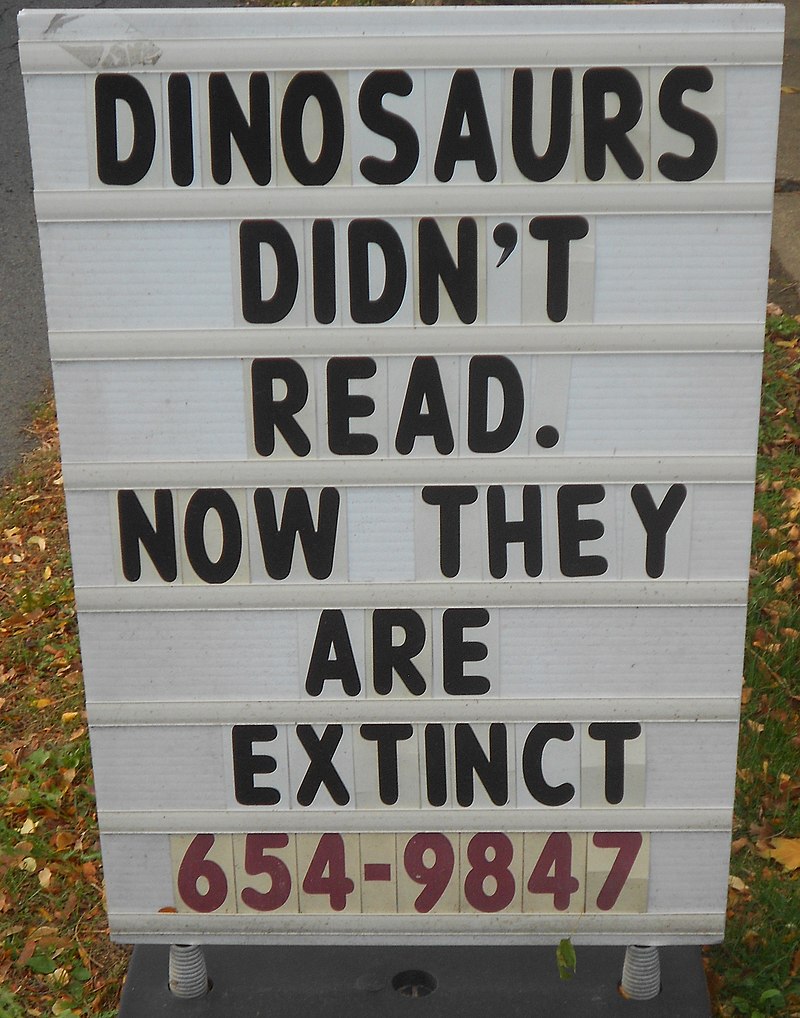 DINOSAURS
DIDN'T
READ.
NOW THEY
ARE
EXTINCT
654-9847